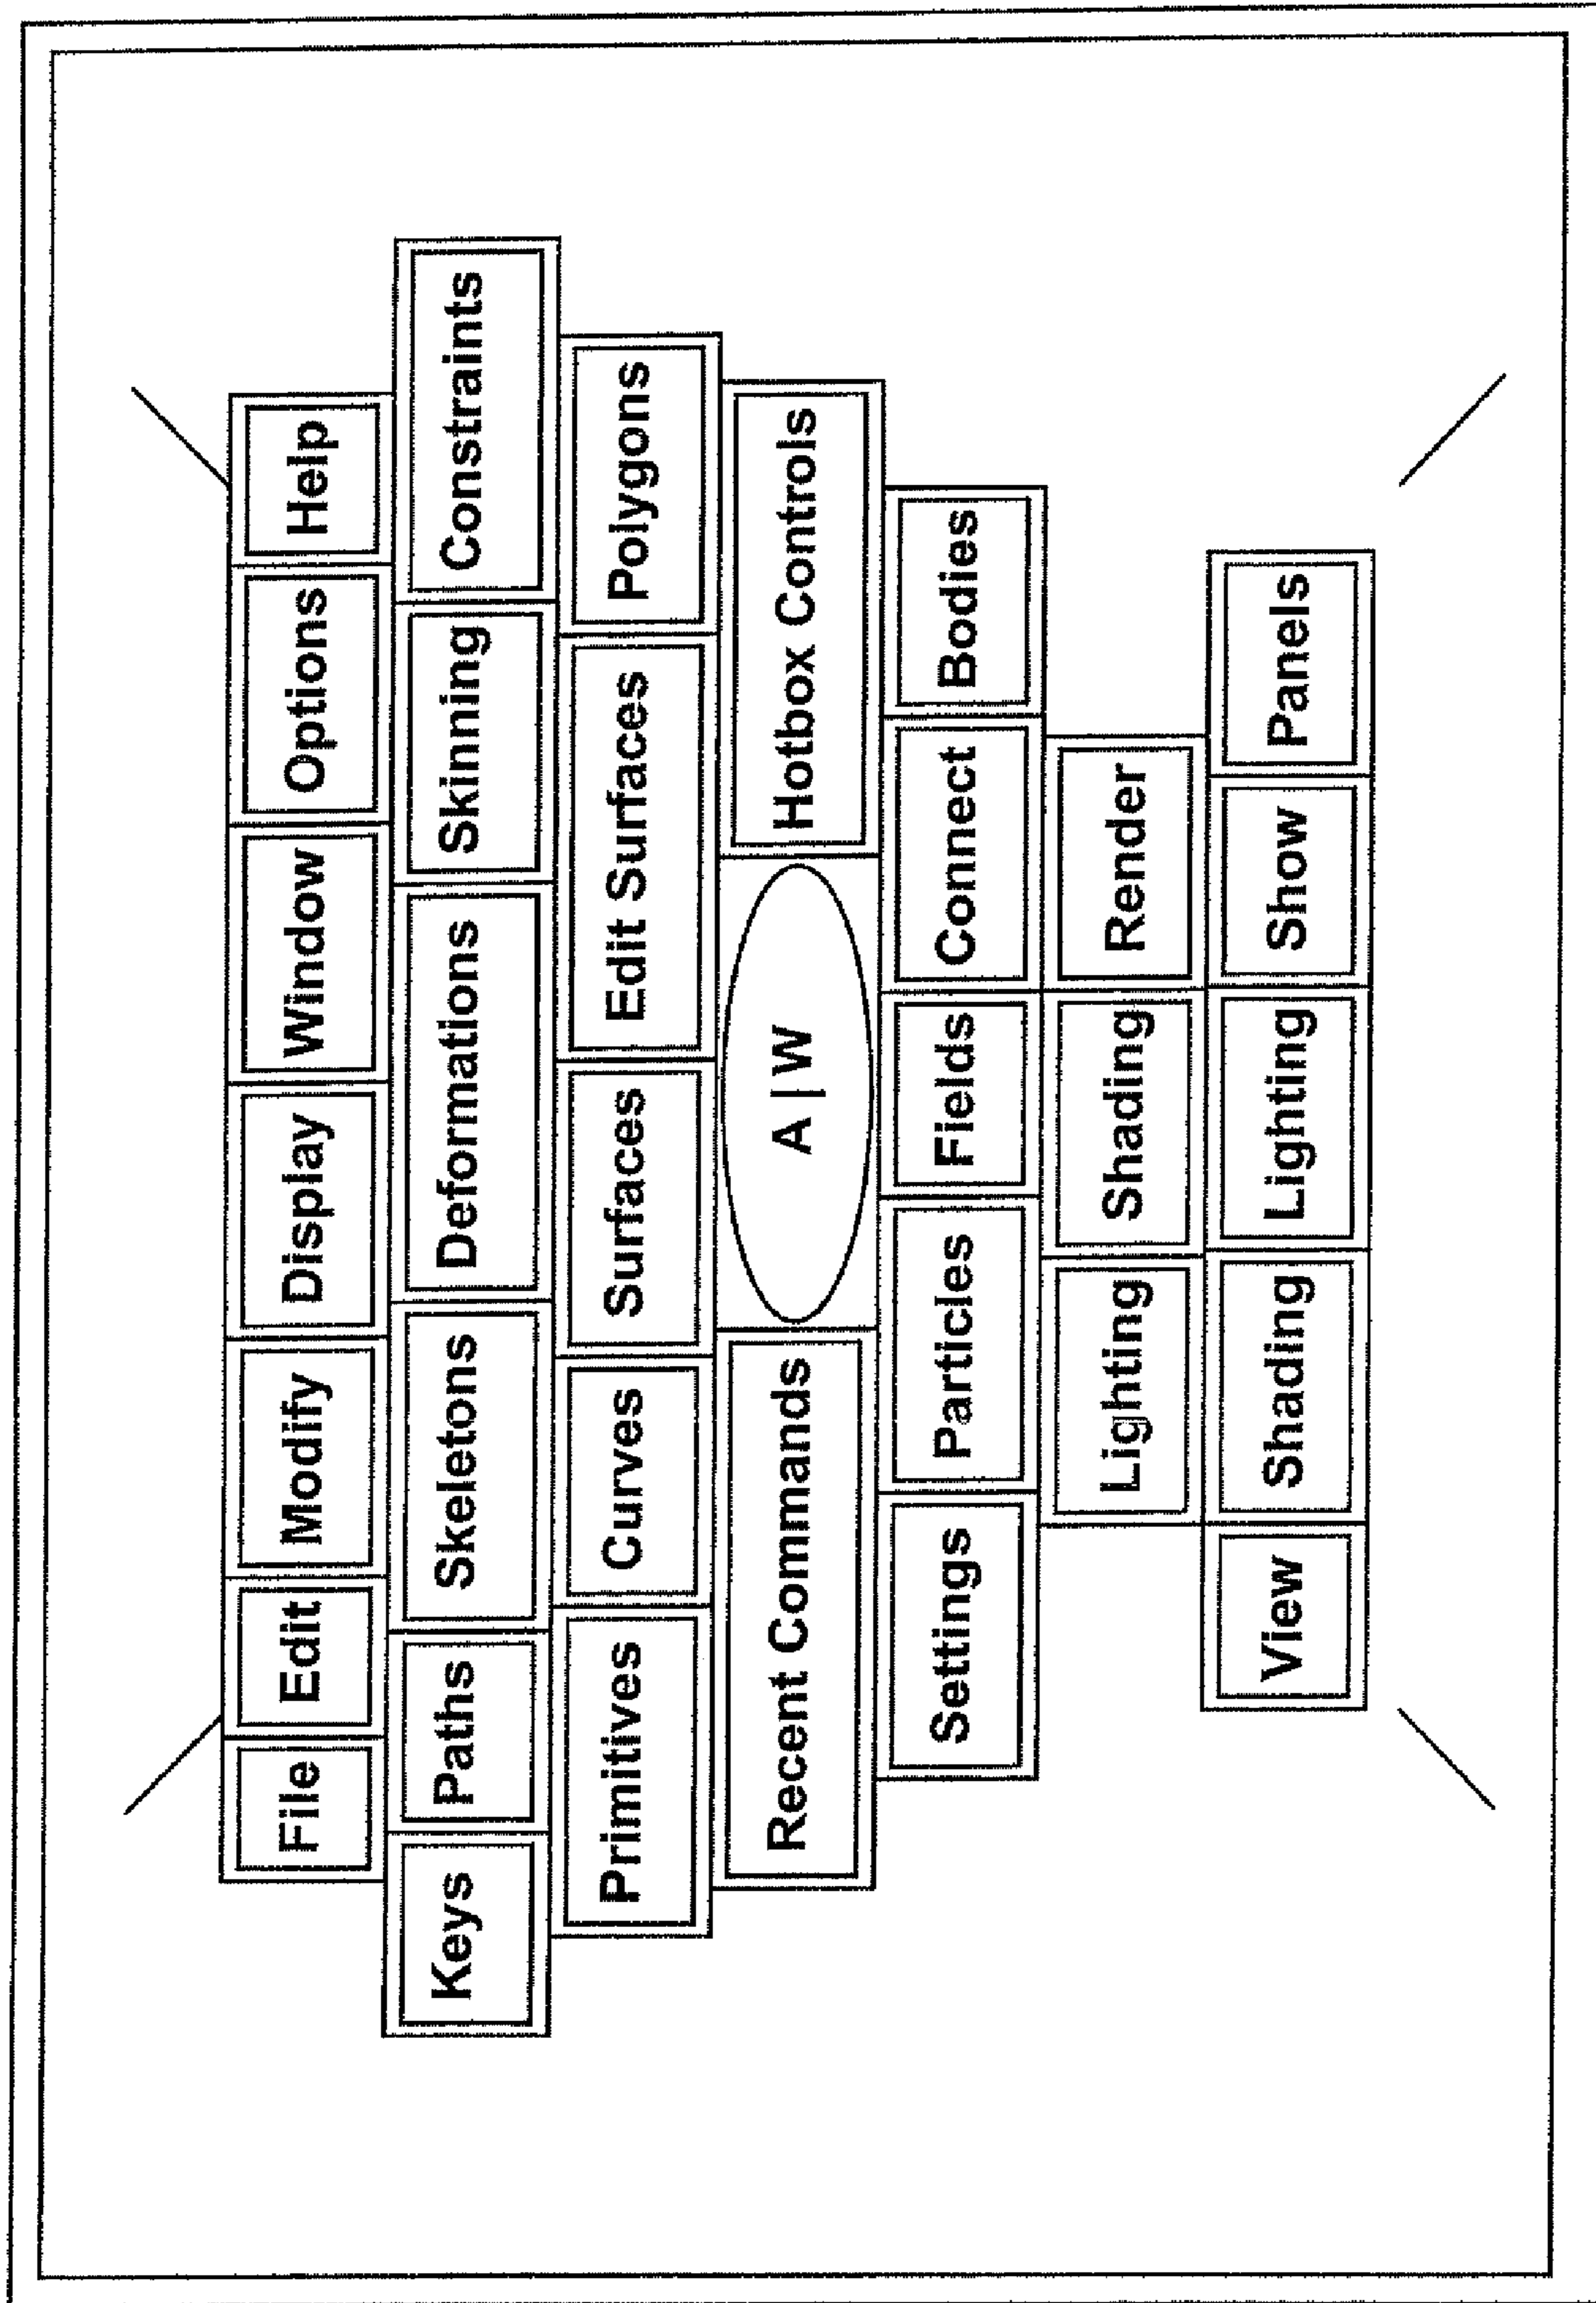 File Edit Modify Display Window Options Help
Keys Paths Skeletons Deformations Skinning Constraints
Primitives Curves Surfaces Edit Surfaces Polygons
Recent Commands A|W Hotbox Controls
Settings Particles Fields Connect Bodies
Lighting Shading Render
View Shading Lighting Show Panels